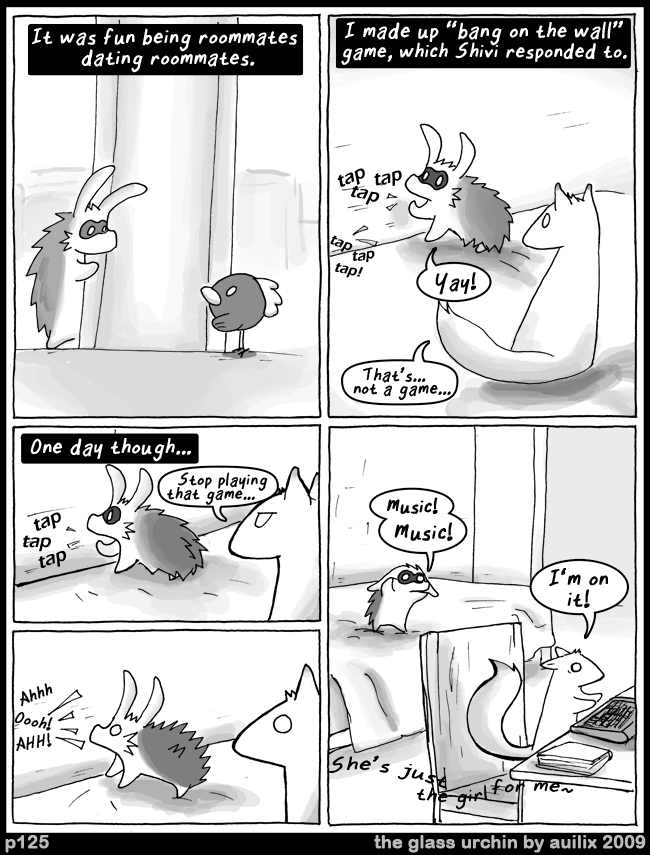 It was fun being roommates
dating roommates.
I made up "bang on the wall"
game, which Shivi responded to.
tap tap
tap
tap
tap
tap!
Yay!
That's...
not a game...
One day though...
Stop playing
that game...
tap
tap
tap
Ahhh
Oooh!
AHH!
Music!
Music!
I'm on
it!
She's just
the girl for me~
p125
the glass urchin by auilix 2009